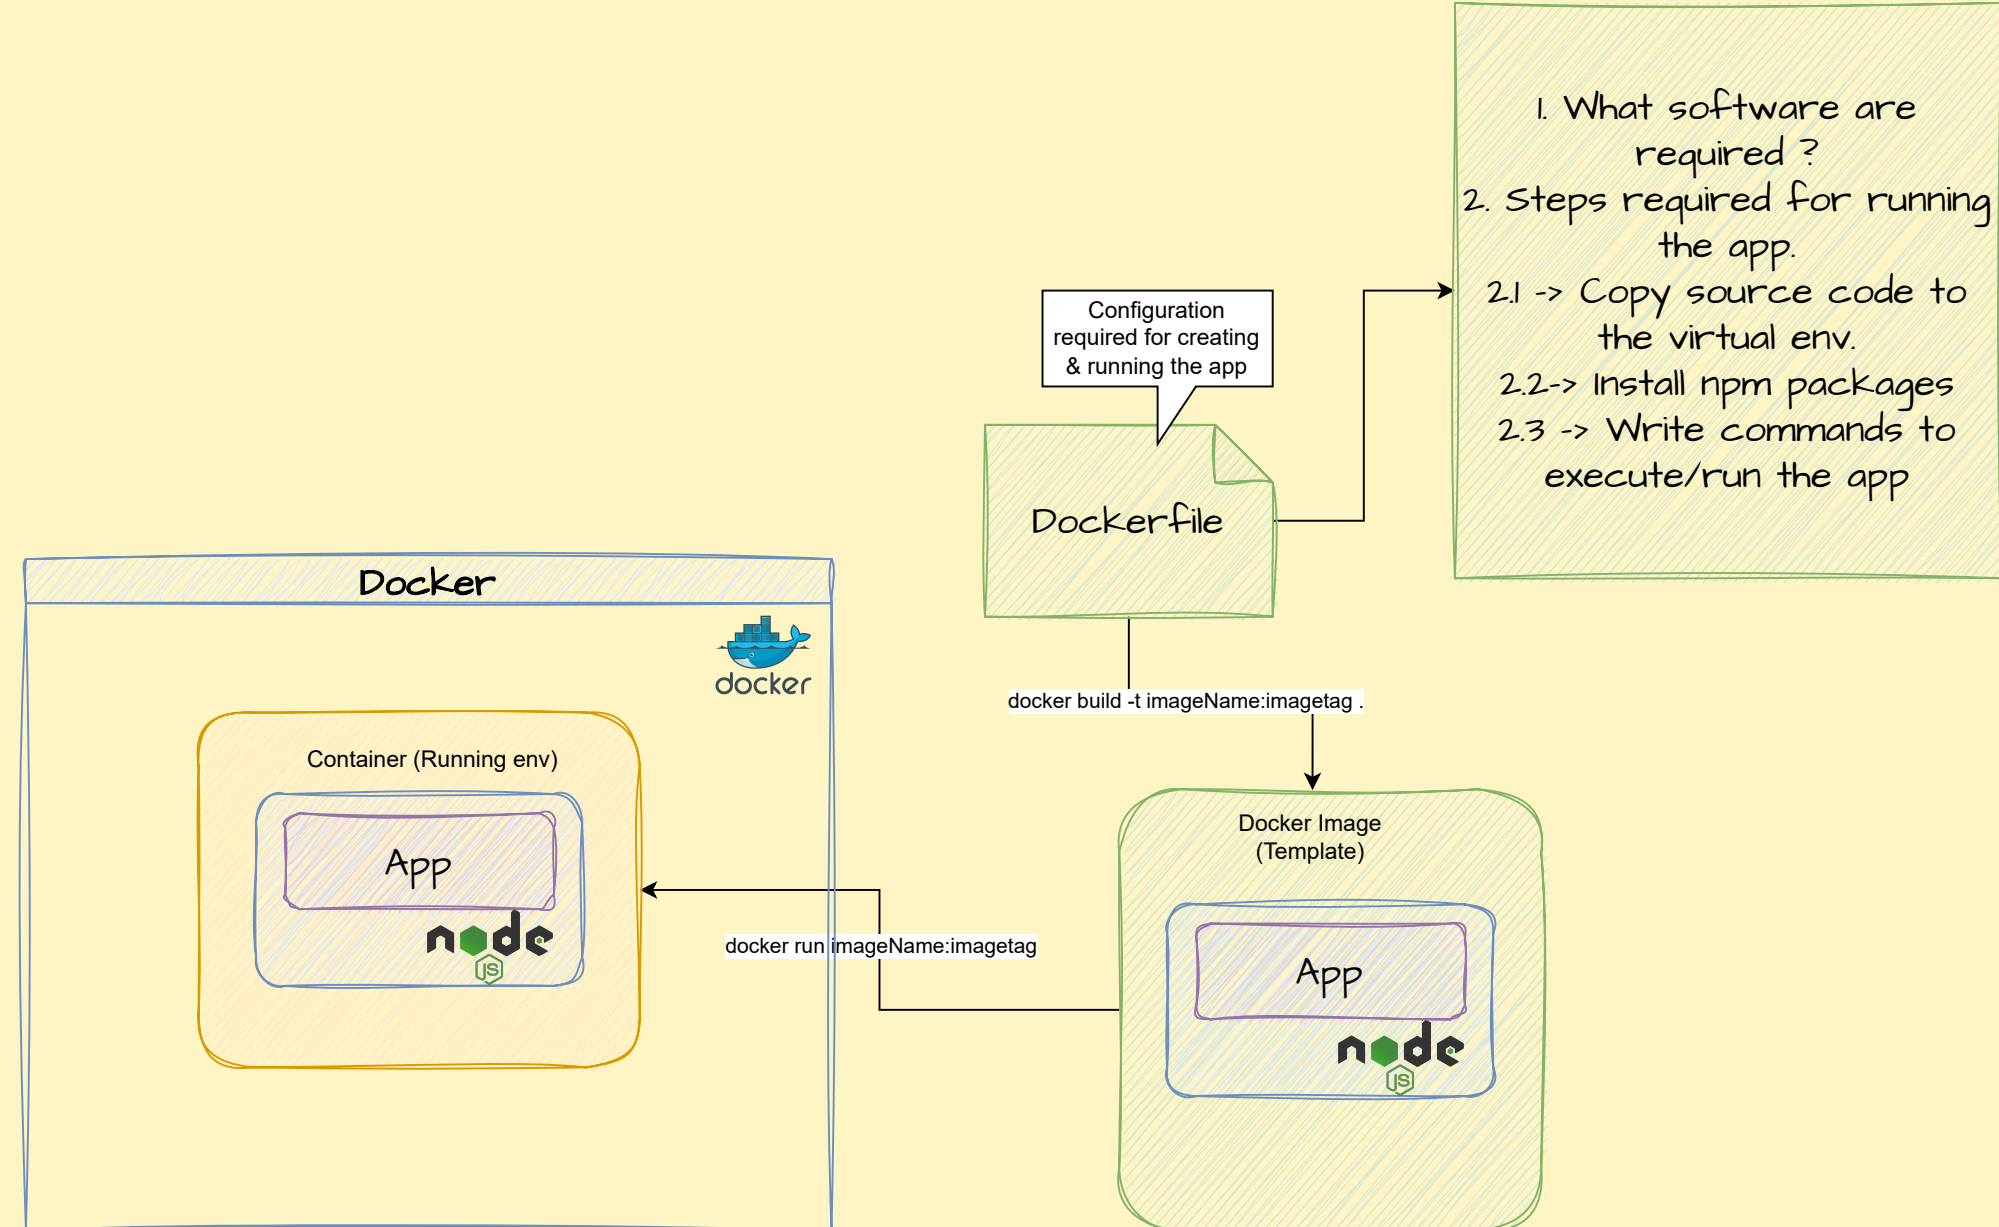 1. What software are
required ?
2. Steps required for running
the app.
2.1 -> Copy source code to
the virtual env.
2.2-> Install npm packages
2.3 -> Write commands to
execute/run the app
Configuration
required for creating
& running the app
Dockerfile
docker build -t imageName:imagetag .
Docker
docker
Container (Running env)
App
node
JS
docker run imageName:imagetag
Docker Image
(Template)
App
node
JS